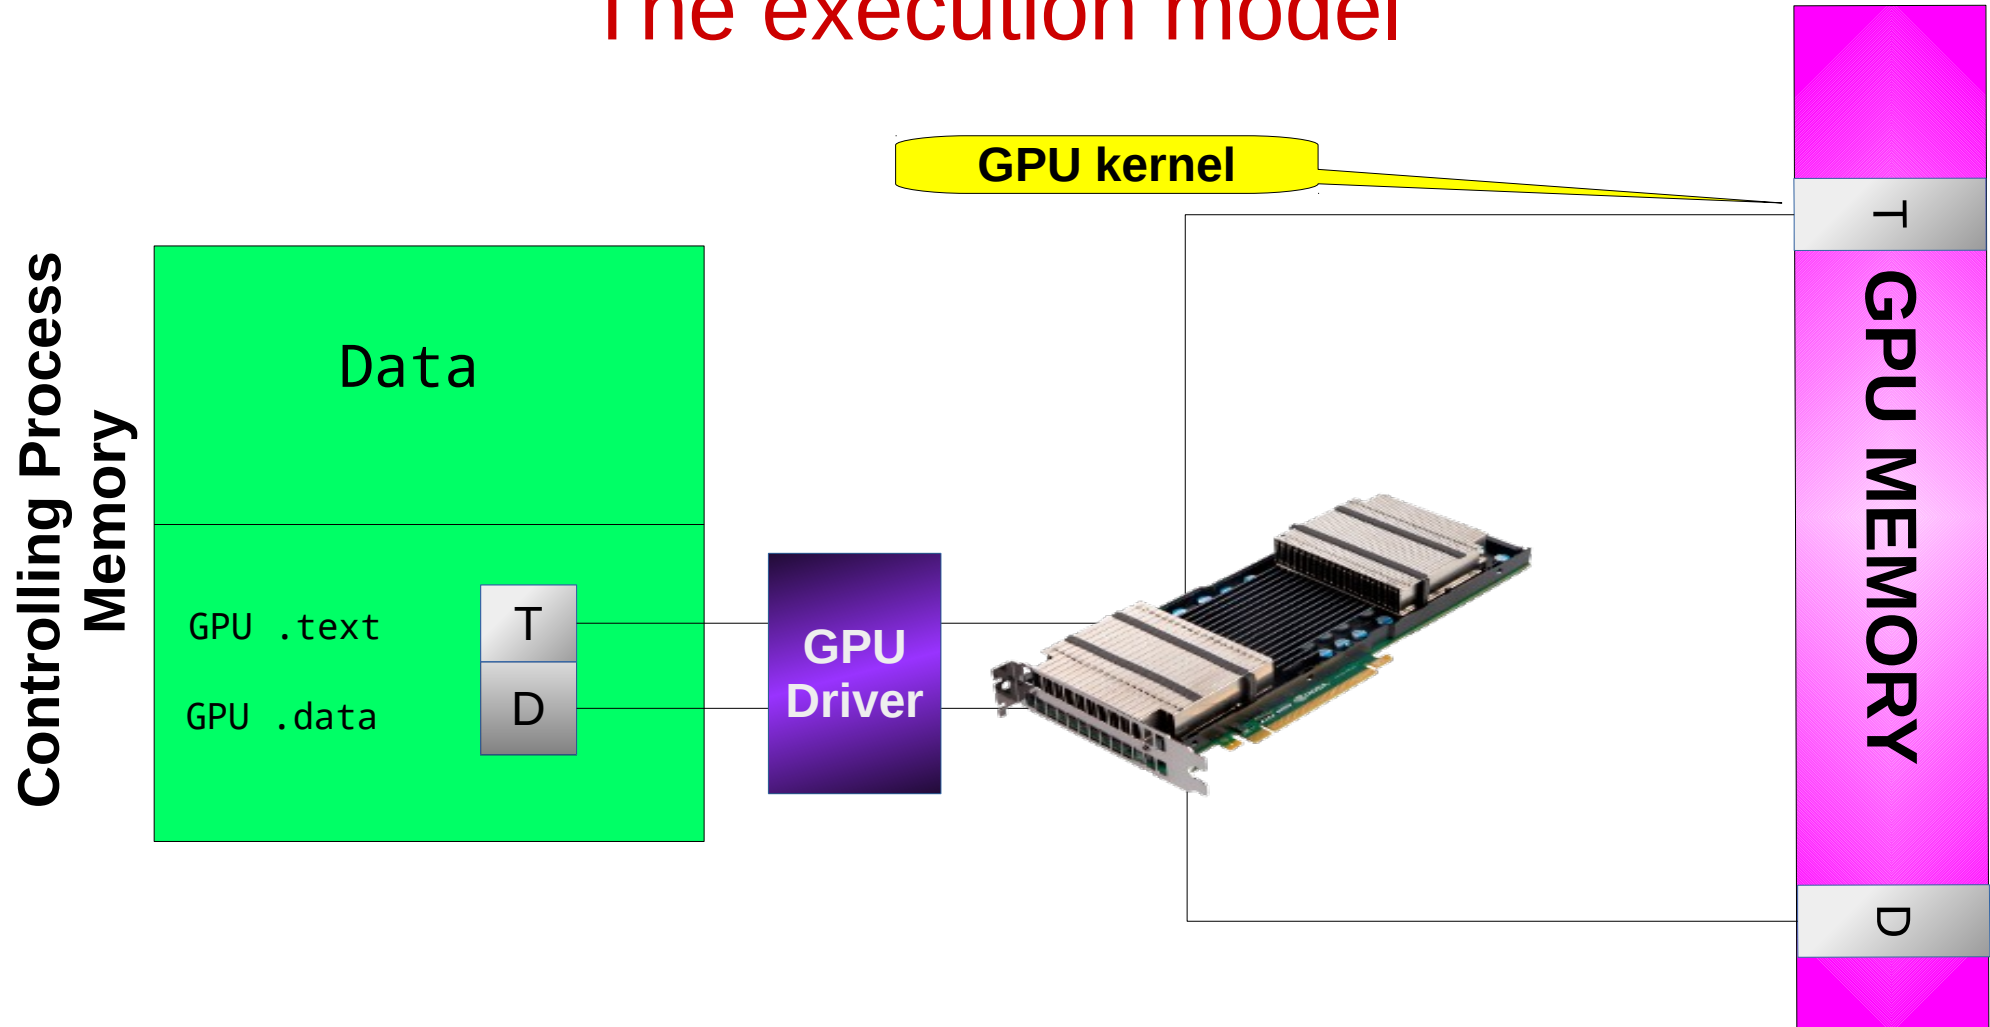 The execution model
GPU kernel
Controlling Process
Memory
Data
GPU .text
T
GPU .data
D
GPU
Driver
T
GPU MEMORY
D